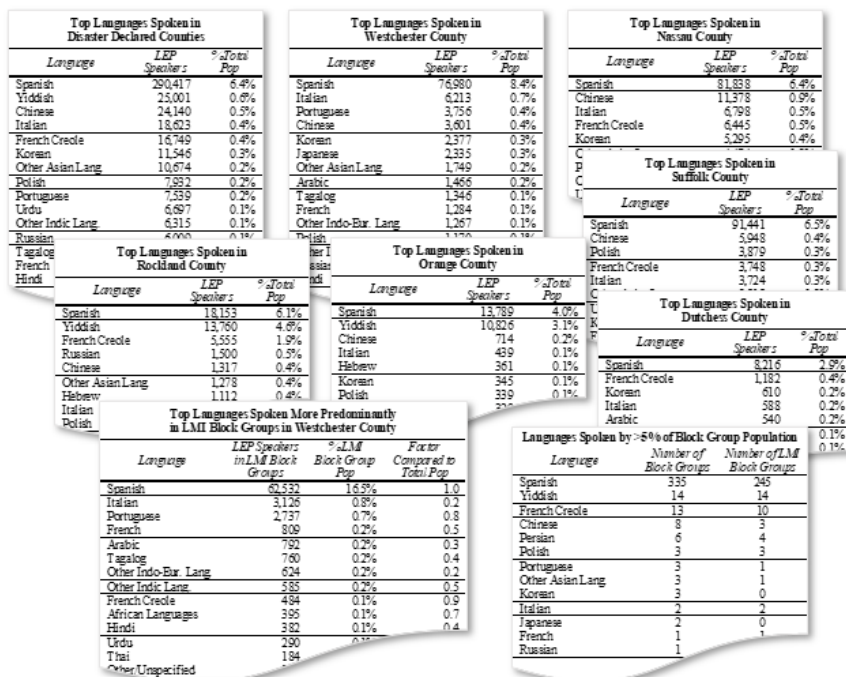 Top Languages Spoken in
Disaster Declared Counties
Language LEP Speakers %Total Pop
Spanish 290,417 6.4%
Yiddish 25,001 0.6%
Chinese 24,140 0.5%
Italian 18,623 0.4%
French Creole 16,749 0.4%
Korean 11,546 0.3%
Other Asian Lang 10,674 0.2%
Polish 7,932 0.2%
Portuguese 7,539 0.2%
Urdu 6,697 0.1%
Other Indic Lang. 6,315 0.1%
Russian
Tagalog
French
Hindi
Top Languages Spoken in
Westchester County
Language LEP Speakers %Total Pop
Spanish 76,980 8.4%
Italian 6,213 0.7%
Portuguese 3,756 0.4%
Chinese 3,601 0.4%
Korean 2,377 0.3%
Japanese 2,335 0.3%
Other Asian Lang 1,749 0.2%
Arabic 1,466 0.2%
Tagalog 1,346 0.1%
French 1,284 0.1%
Other Indo-Eur. Lang 1,267 0.1%
Polish
Top Languages Spoken in
Nassau County
Language LEP Speakers %Total Pop
Spanish 81,838 6.4%
Chinese 11,378 0.9%
Italian 6,798 0.5%
French Creole 6,445 0.5%
Korean 5,295 0.4%
Top Languages Spoken in
Suffolk County
Language LEP Speakers %Total Pop
Spanish 91,441 6.5%
Chinese 5,948 0.4%
Polish 3,879 0.3%
French Creole 3,748 0.3%
Italian 3,724 0.3%
Top Languages Spoken in
Rockland County
Language LEP Speakers %Total Pop
Spanish 18,153 6.1%
Yiddish 13,760 4.6%
French Creole 5,555 1.9%
Russian 1,500 0.5%
Chinese 1,317 0.4%
Other Asian Lang 1,278 0.4%
Hebrew 1,112 0.4%
Italian
Polish
Top Languages Spoken in
Orange County
Language LEP Speakers %Total Pop
Spanish 13,789 4.0%
Yiddish 10,826 3.1%
Chinese 714 0.2%
Italian 439 0.1%
Hebrew 361 0.1%
Korean 345 0.1%
Polish 339 0.1%
Top Languages Spoken in
Dutchess County
Language LEP Speakers %Total Pop
Spanish 8,216 2.9%
French Creole 1,182 0.4%
Korean 610 0.2%
Italian 588 0.2%
Arabic 540 0.2%
0.1%
0.1%
Top Languages Spoken More Predominantly
in LMI Block Groups in Westchester County
Language LEP Speakers in LMI Block Groups %LMI Block Group Pop Factor Compared to Total Pop
Spanish 62,532 16.5% 1.0
Italian 3,126 0.8% 0.2
Portuguese 2,737 0.7% 0.8
French 809 0.2% 0.5
Arabic 792 0.2% 0.3
Tagalog 760 0.2% 0.4
Other Indo-Eur. Lang 624 0.2% 0.2
Other Indic Lang. 585 0.2% 0.5
French Creole 484 0.1% 0.9
African Languages 395 0.1% 0.7
Hindi 382 0.1% 0.4
Urdu 290
Thai 184
Other/Unspecified
Languages Spoken by >5% of Block Group Population
Language Number of Block Groups Number of LMI Block Groups
Spanish 335 245
Yiddish 14 14
French Creole 13 10
Chinese 8 3
Persian 6 4
Polish 3 3
Portuguese 3 1
Other Asian Lang 3 1
Korean 3 0
Italian 2 2
Japanese 2 0
French 1 1
Russian 1